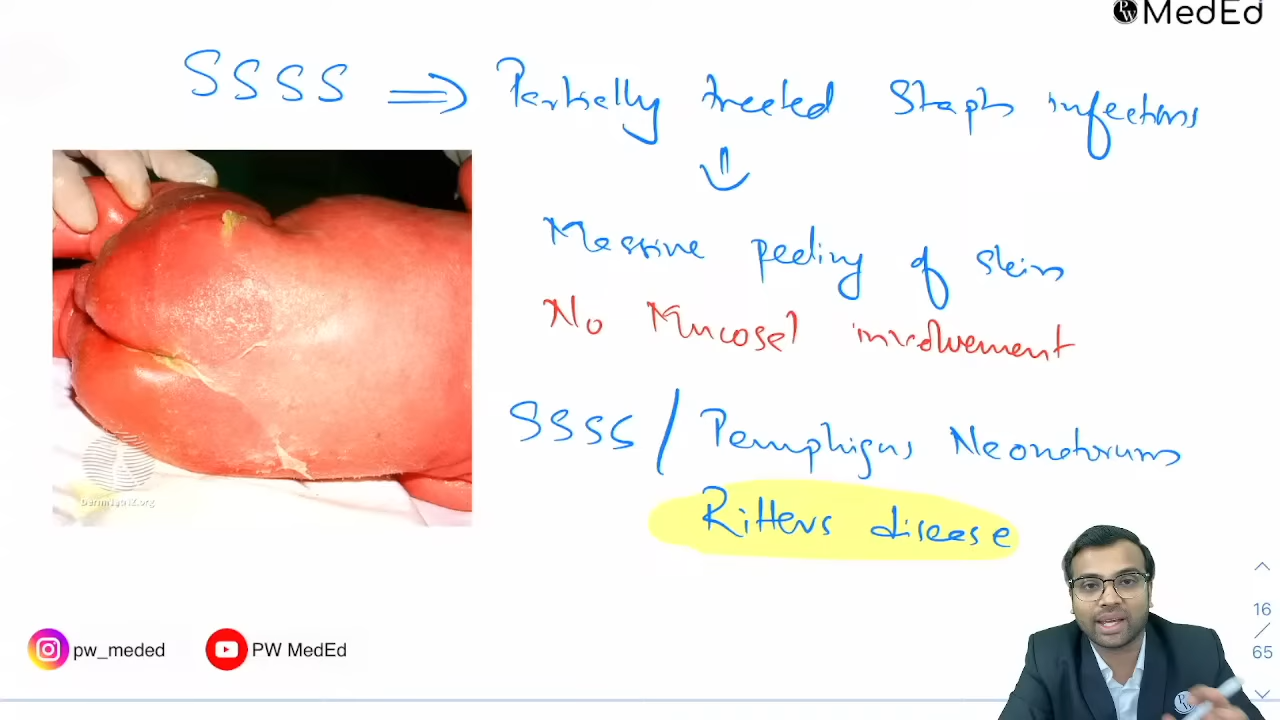 MedEd
SSSS ⇒ Partially treated Staph infections
⇓
Massive peeling of skin
No Mucosal involvement
SSSS / Pemphigus Neonatorum
Ritters disease
pw_meded
PW MedEd
16
/
65